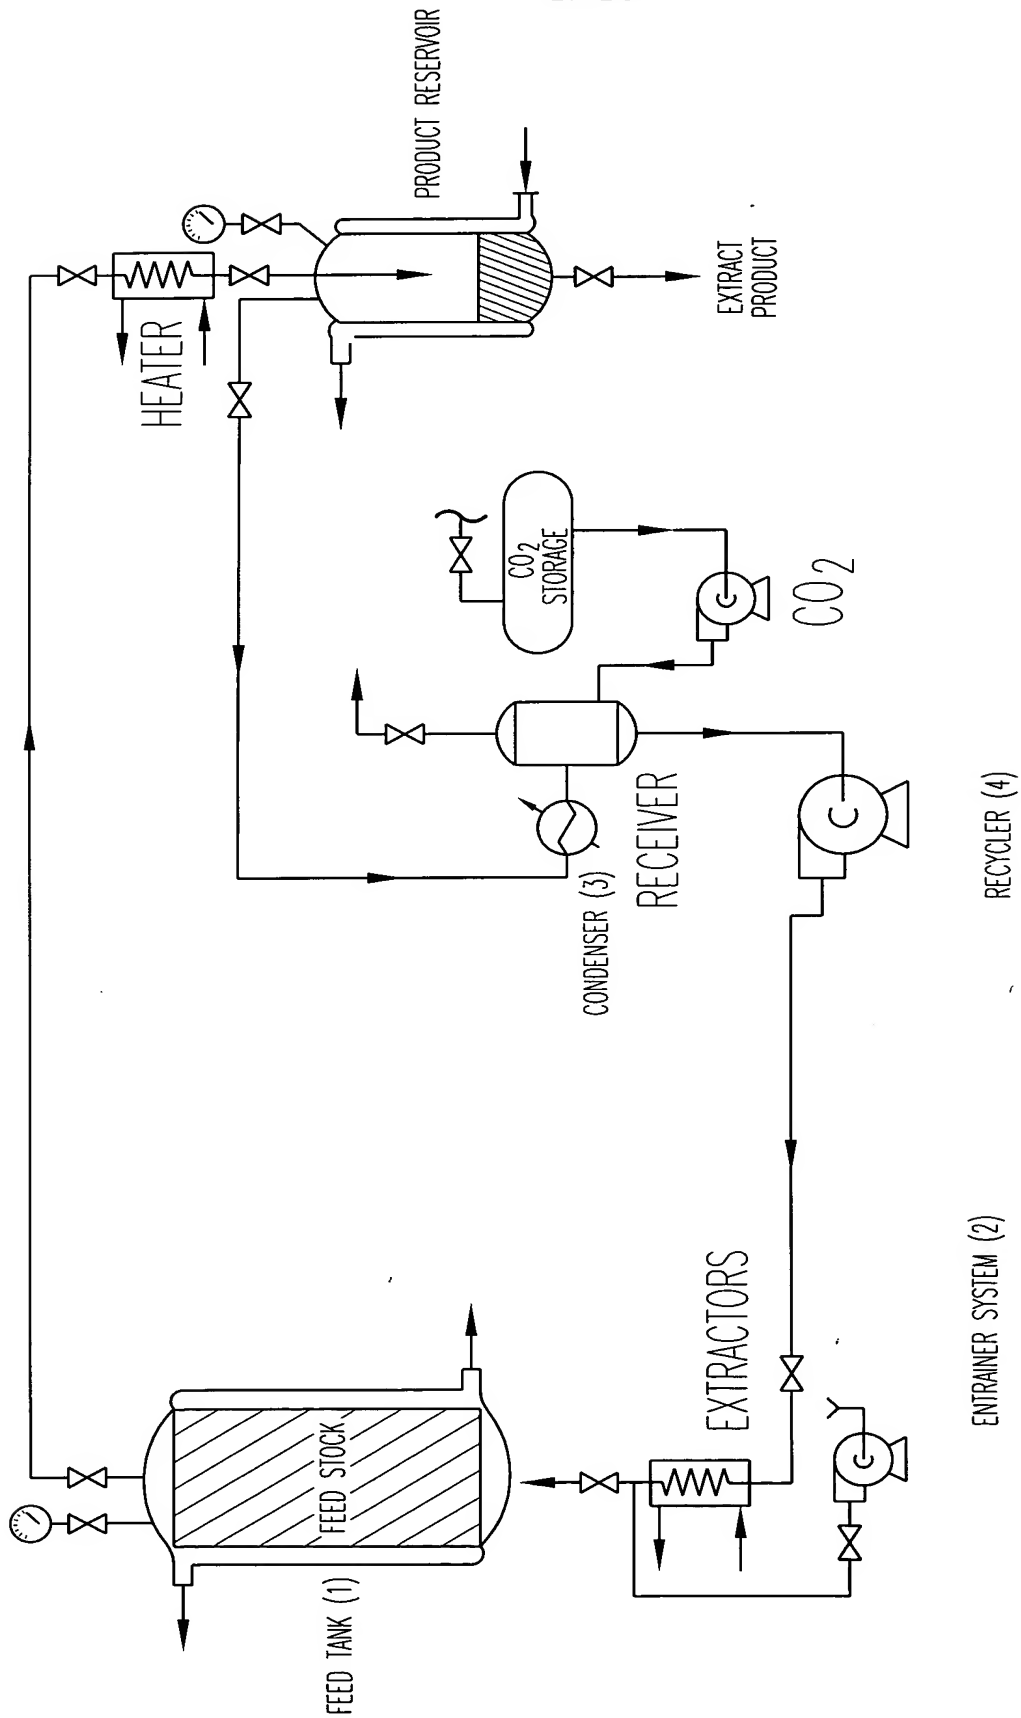 FEED TANK (1)
FEED STOCK
EXTRACTORS
ENTRAINER SYSTEM (2)
CONDENSER (3)
RECEIVER
RECYCLER (4)
CO2
STORAGE
CO2
HEATER
PRODUCT RESERVOIR
EXTRACT
PRODUCT